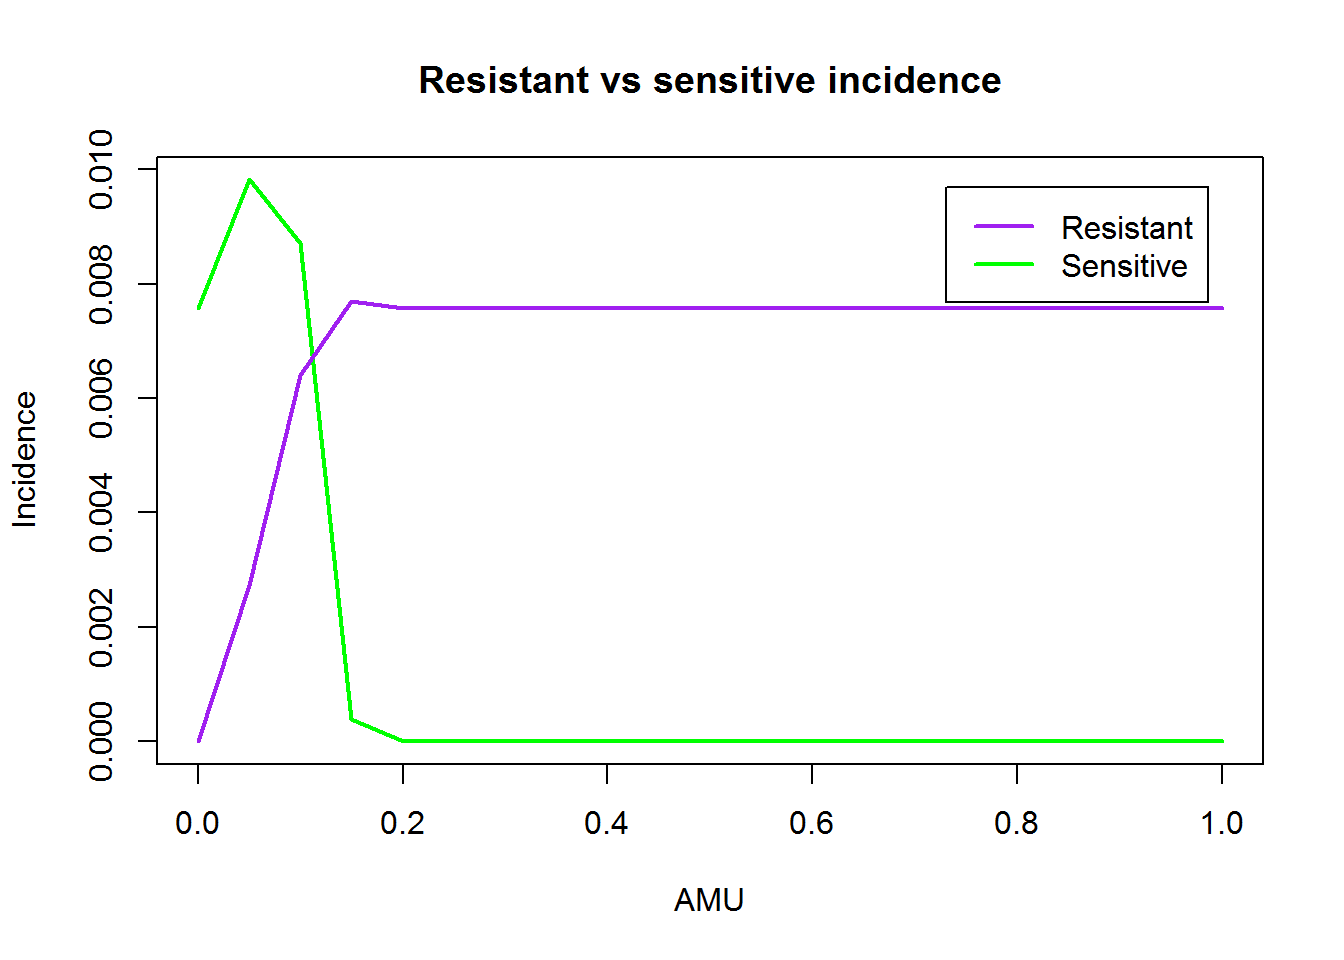 Resistant vs sensitive incidence
Incidence
0.010
0.008
0.006
0.004
0.002
0.000
Resistant
Sensitive
0.0 0.2 0.4 0.6 0.8 1.0
AMU